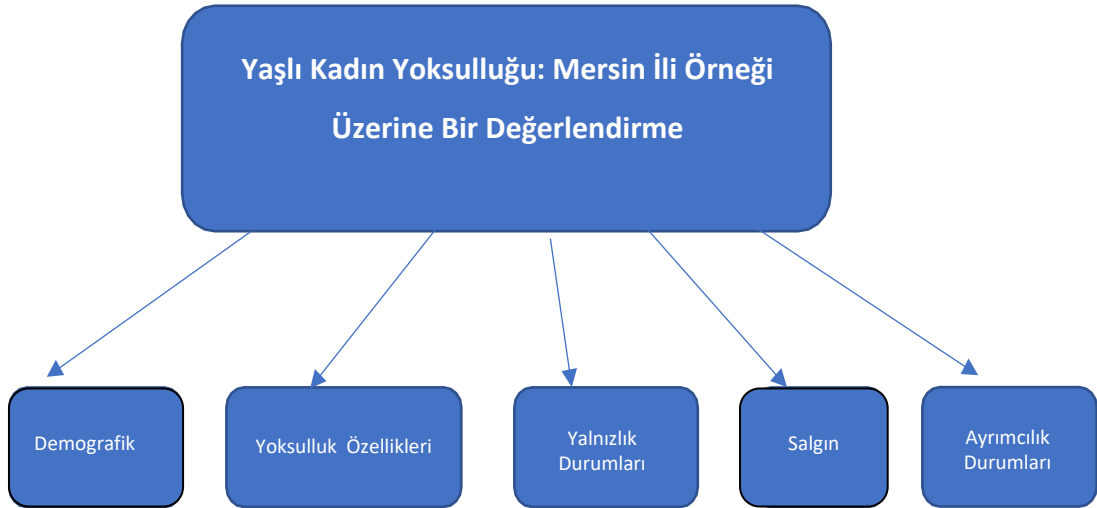 Yaşlı Kadın Yoksulluğu: Mersin İli Örneği
Üzerine Bir Değerlendirme
Demografik
Yoksulluk Özellikleri
Yalnızlık
Durumları
Salgın
Ayrımcılık
Durumları